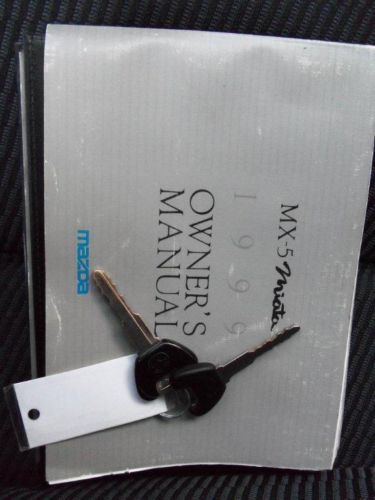 MX-5 Miata
1999
OWNER'S
MANUAL
mazda